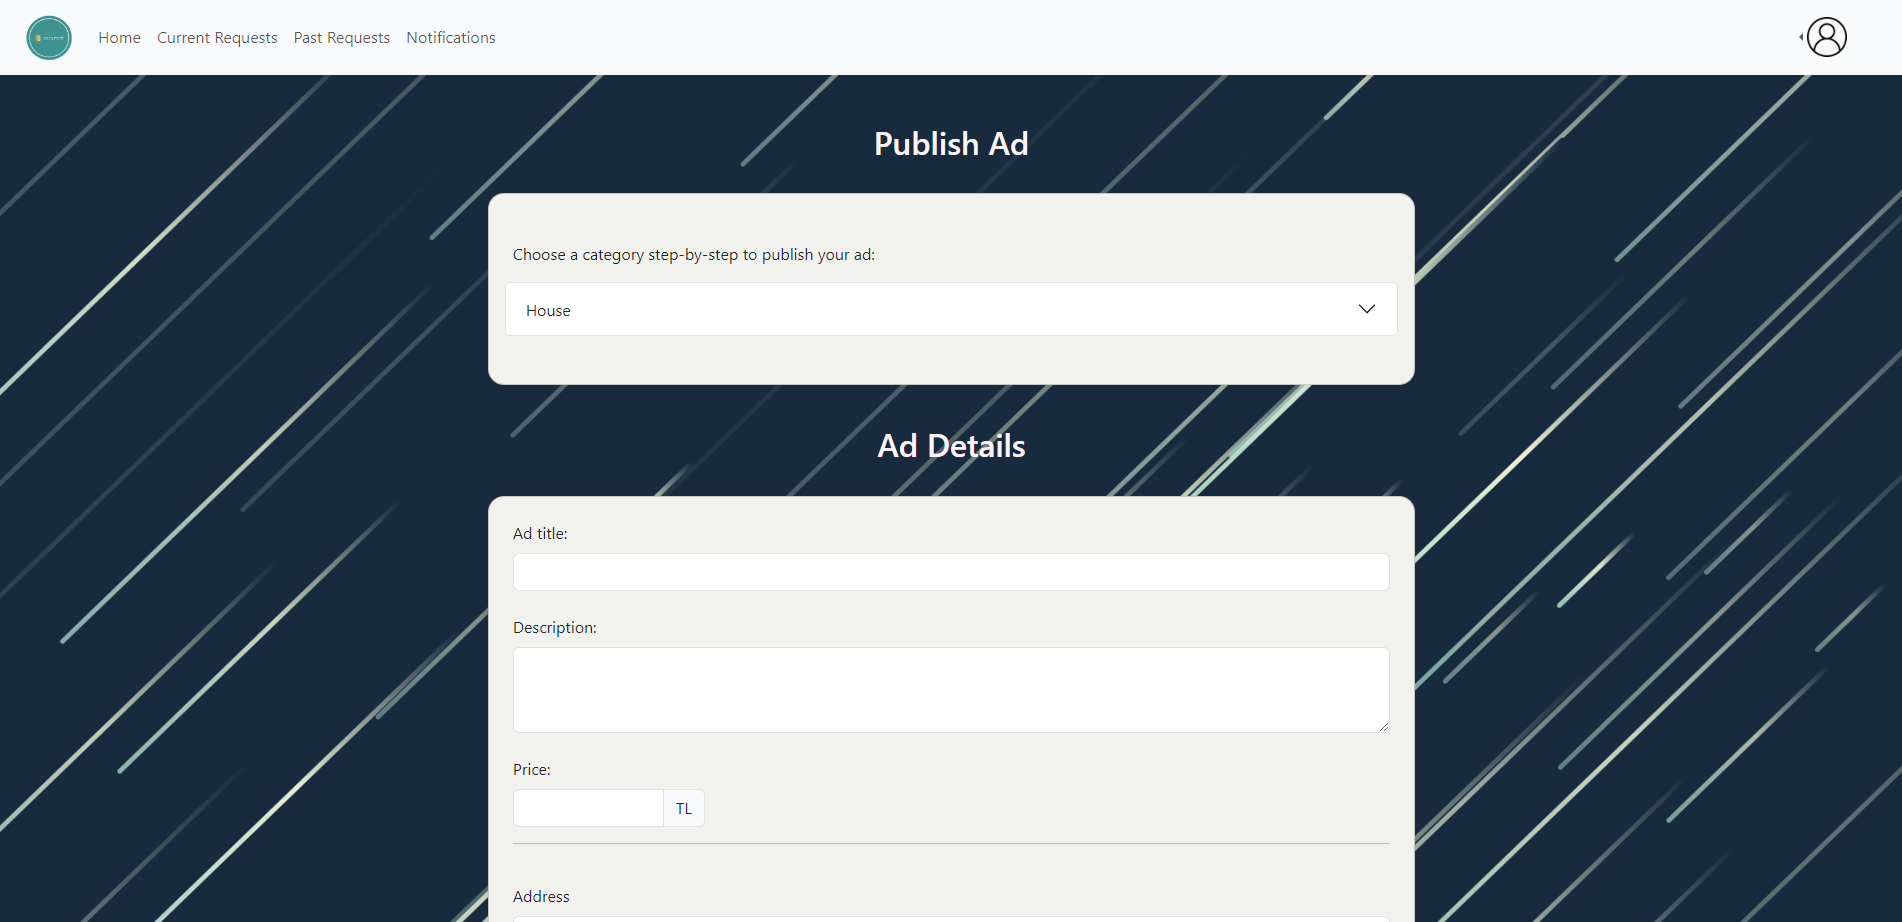 Home Current Requests Past Requests Notifications
Publish Ad
Choose a category step-by-step to publish your ad:
House
Ad Details
Ad title:
Description:
Price:
TL
Address